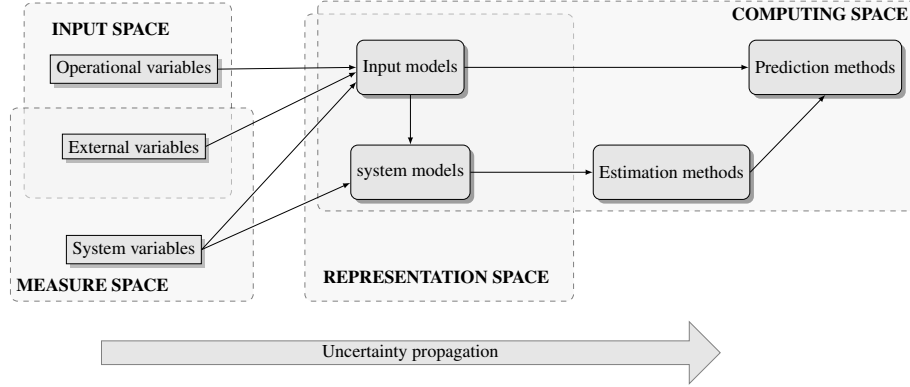 INPUT SPACE
COMPUTING SPACE
Operational variables
Input models
Prediction methods
External variables
system models
Estimation methods
System variables
MEASURE SPACE
REPRESENTATION SPACE
Uncertainty propagation